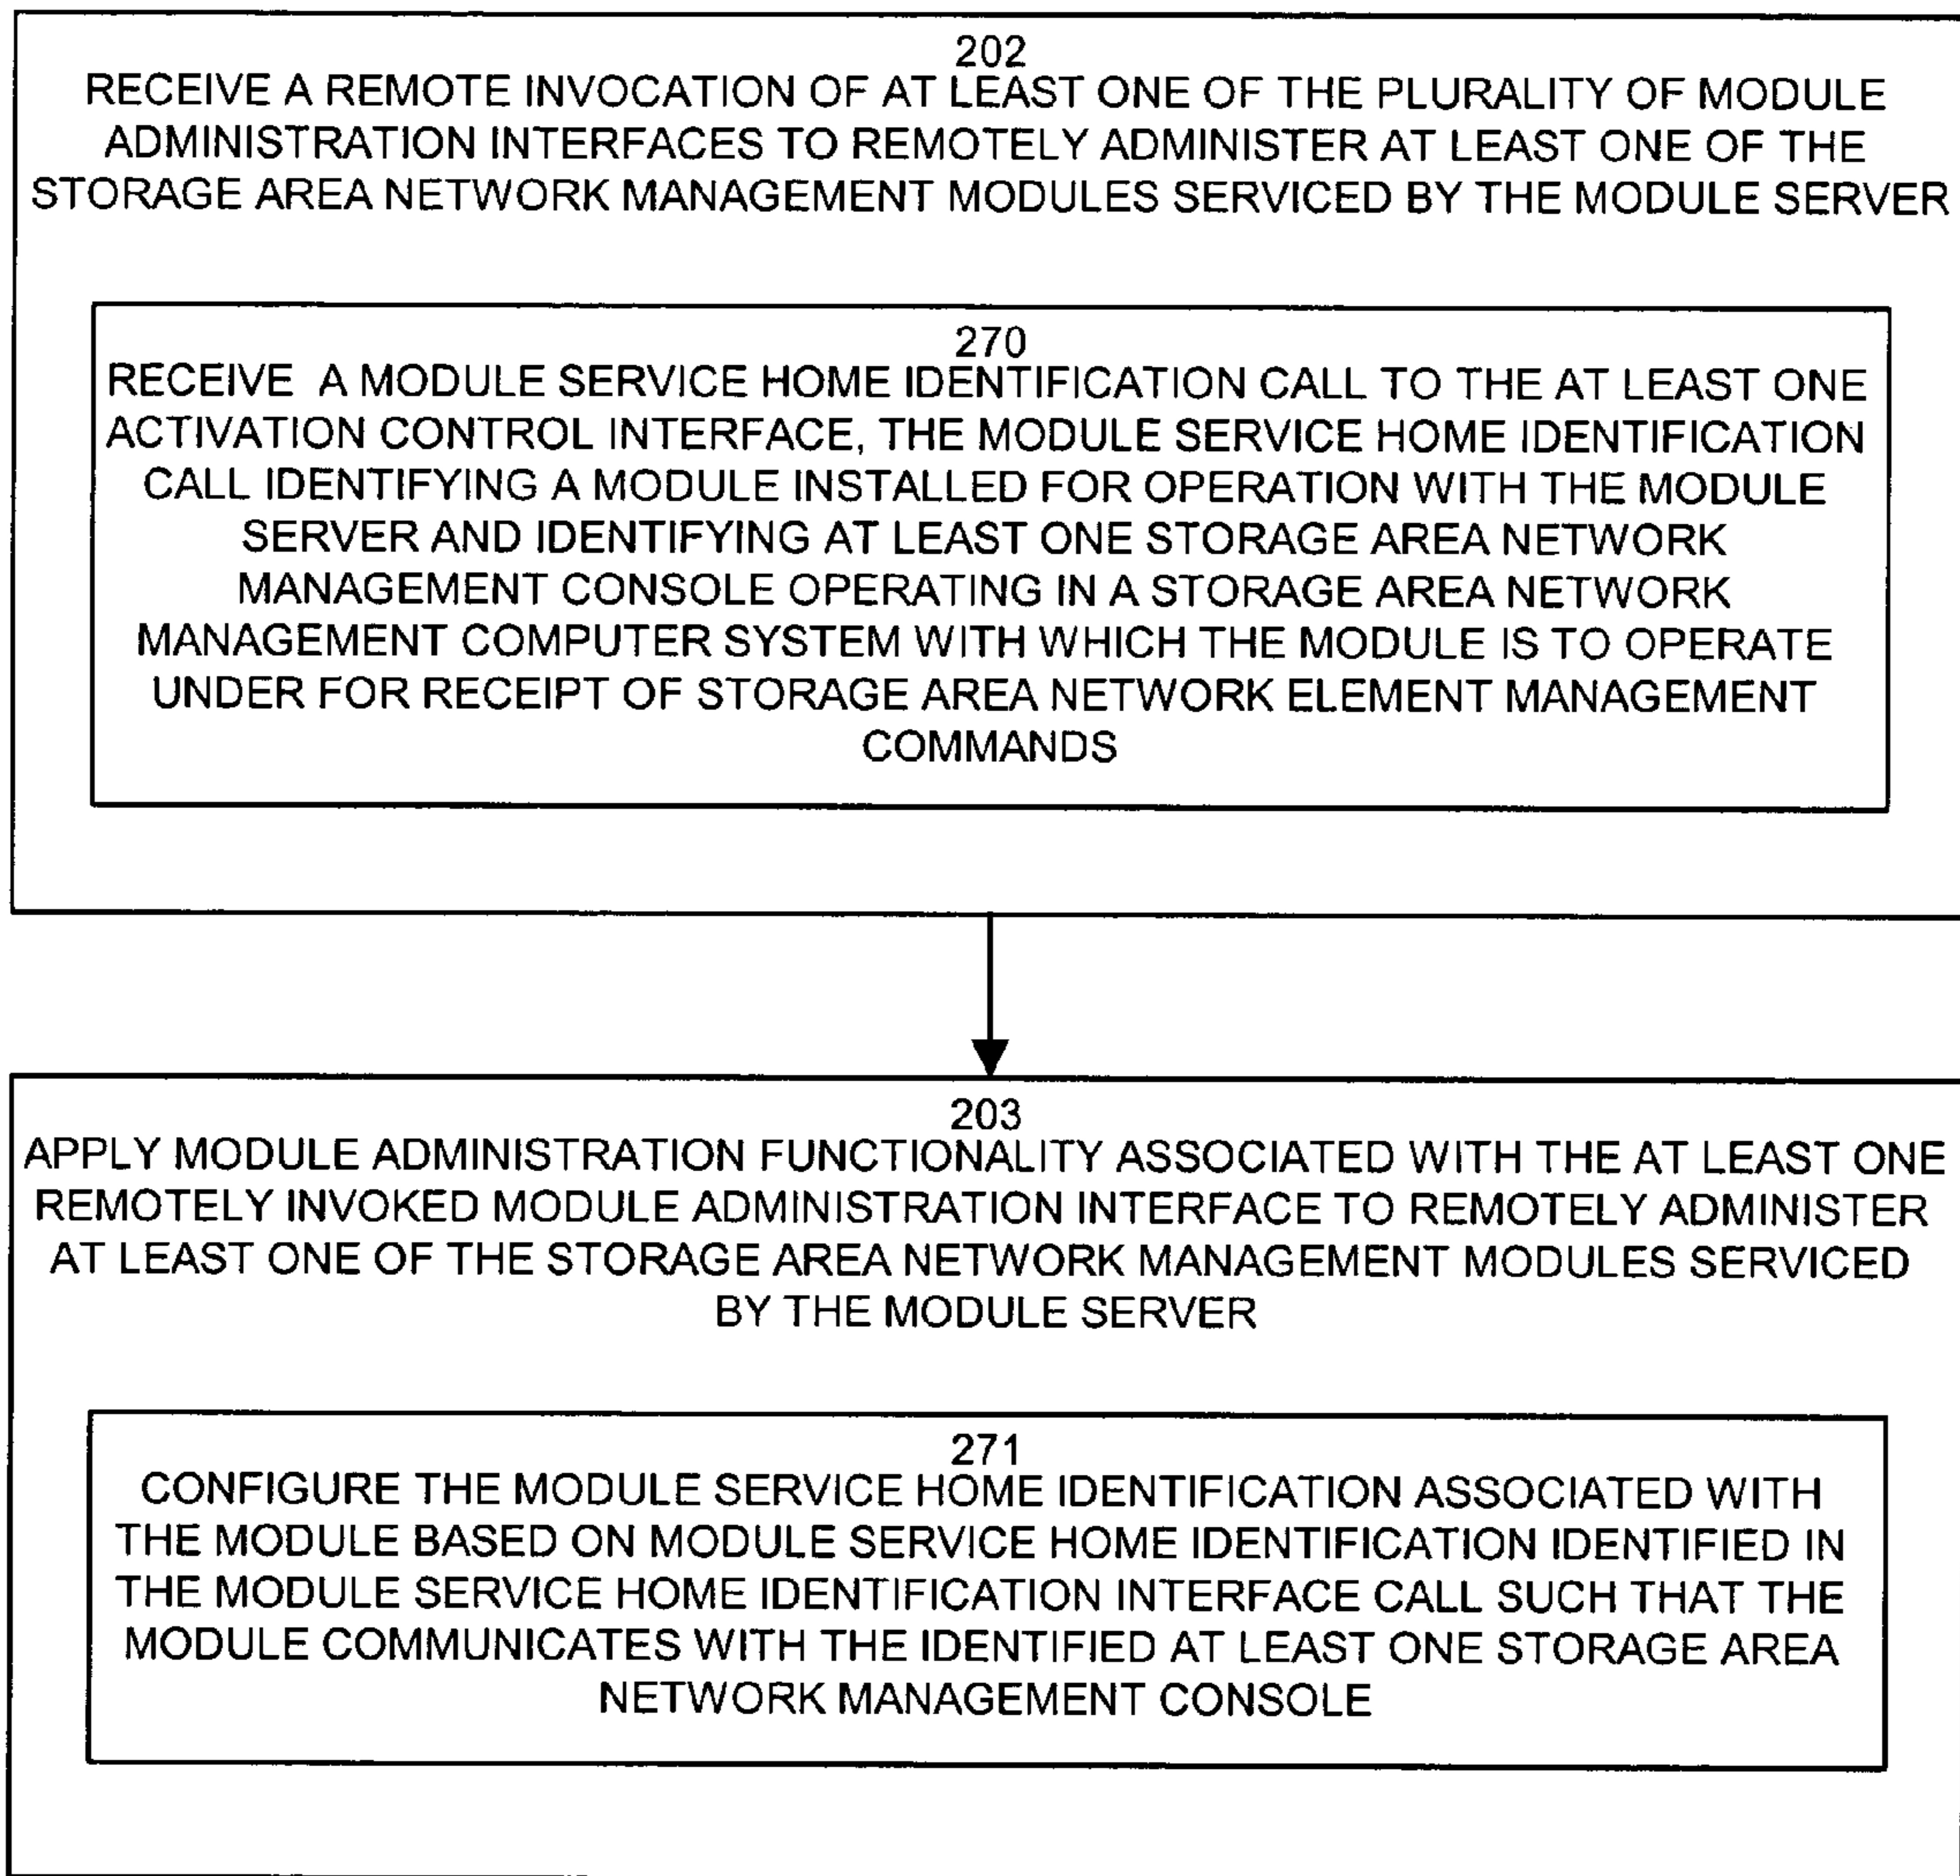 202
RECEIVE A REMOTE INVOCATION OF AT LEAST ONE OF THE PLURALITY OF MODULE
ADMINISTRATION INTERFACES TO REMOTELY ADMINISTER AT LEAST ONE OF THE
STORAGE AREA NETWORK MANAGEMENT MODULES SERVICED BY THE MODULE SERVER
270
RECEIVE A MODULE SERVICE HOME IDENTIFICATION CALL TO THE AT LEAST ONE
ACTIVATION CONTROL INTERFACE, THE MODULE SERVICE HOME IDENTIFICATION
CALL IDENTIFYING A MODULE INSTALLED FOR OPERATION WITH THE MODULE
SERVER AND IDENTIFYING AT LEAST ONE STORAGE AREA NETWORK
MANAGEMENT CONSOLE OPERATING IN A STORAGE AREA NETWORK
MANAGEMENT COMPUTER SYSTEM WITH WHICH THE MODULE IS TO OPERATE
UNDER FOR RECEIPT OF STORAGE AREA NETWORK ELEMENT MANAGEMENT
COMMANDS
203
APPLY MODULE ADMINISTRATION FUNCTIONALITY ASSOCIATED WITH THE AT LEAST ONE
REMOTELY INVOKED MODULE ADMINISTRATION INTERFACE TO REMOTELY ADMINISTER
AT LEAST ONE OF THE STORAGE AREA NETWORK MANAGEMENT MODULES SERVICED
BY THE MODULE SERVER
271
CONFIGURE THE MODULE SERVICE HOME IDENTIFICATION ASSOCIATED WITH
THE MODULE BASED ON MODULE SERVICE HOME IDENTIFICATION IDENTIFIED IN
THE MODULE SERVICE HOME IDENTIFICATION INTERFACE CALL SUCH THAT THE
MODULE COMMUNICATES WITH THE IDENTIFIED AT LEAST ONE STORAGE AREA
NETWORK MANAGEMENT CONSOLE